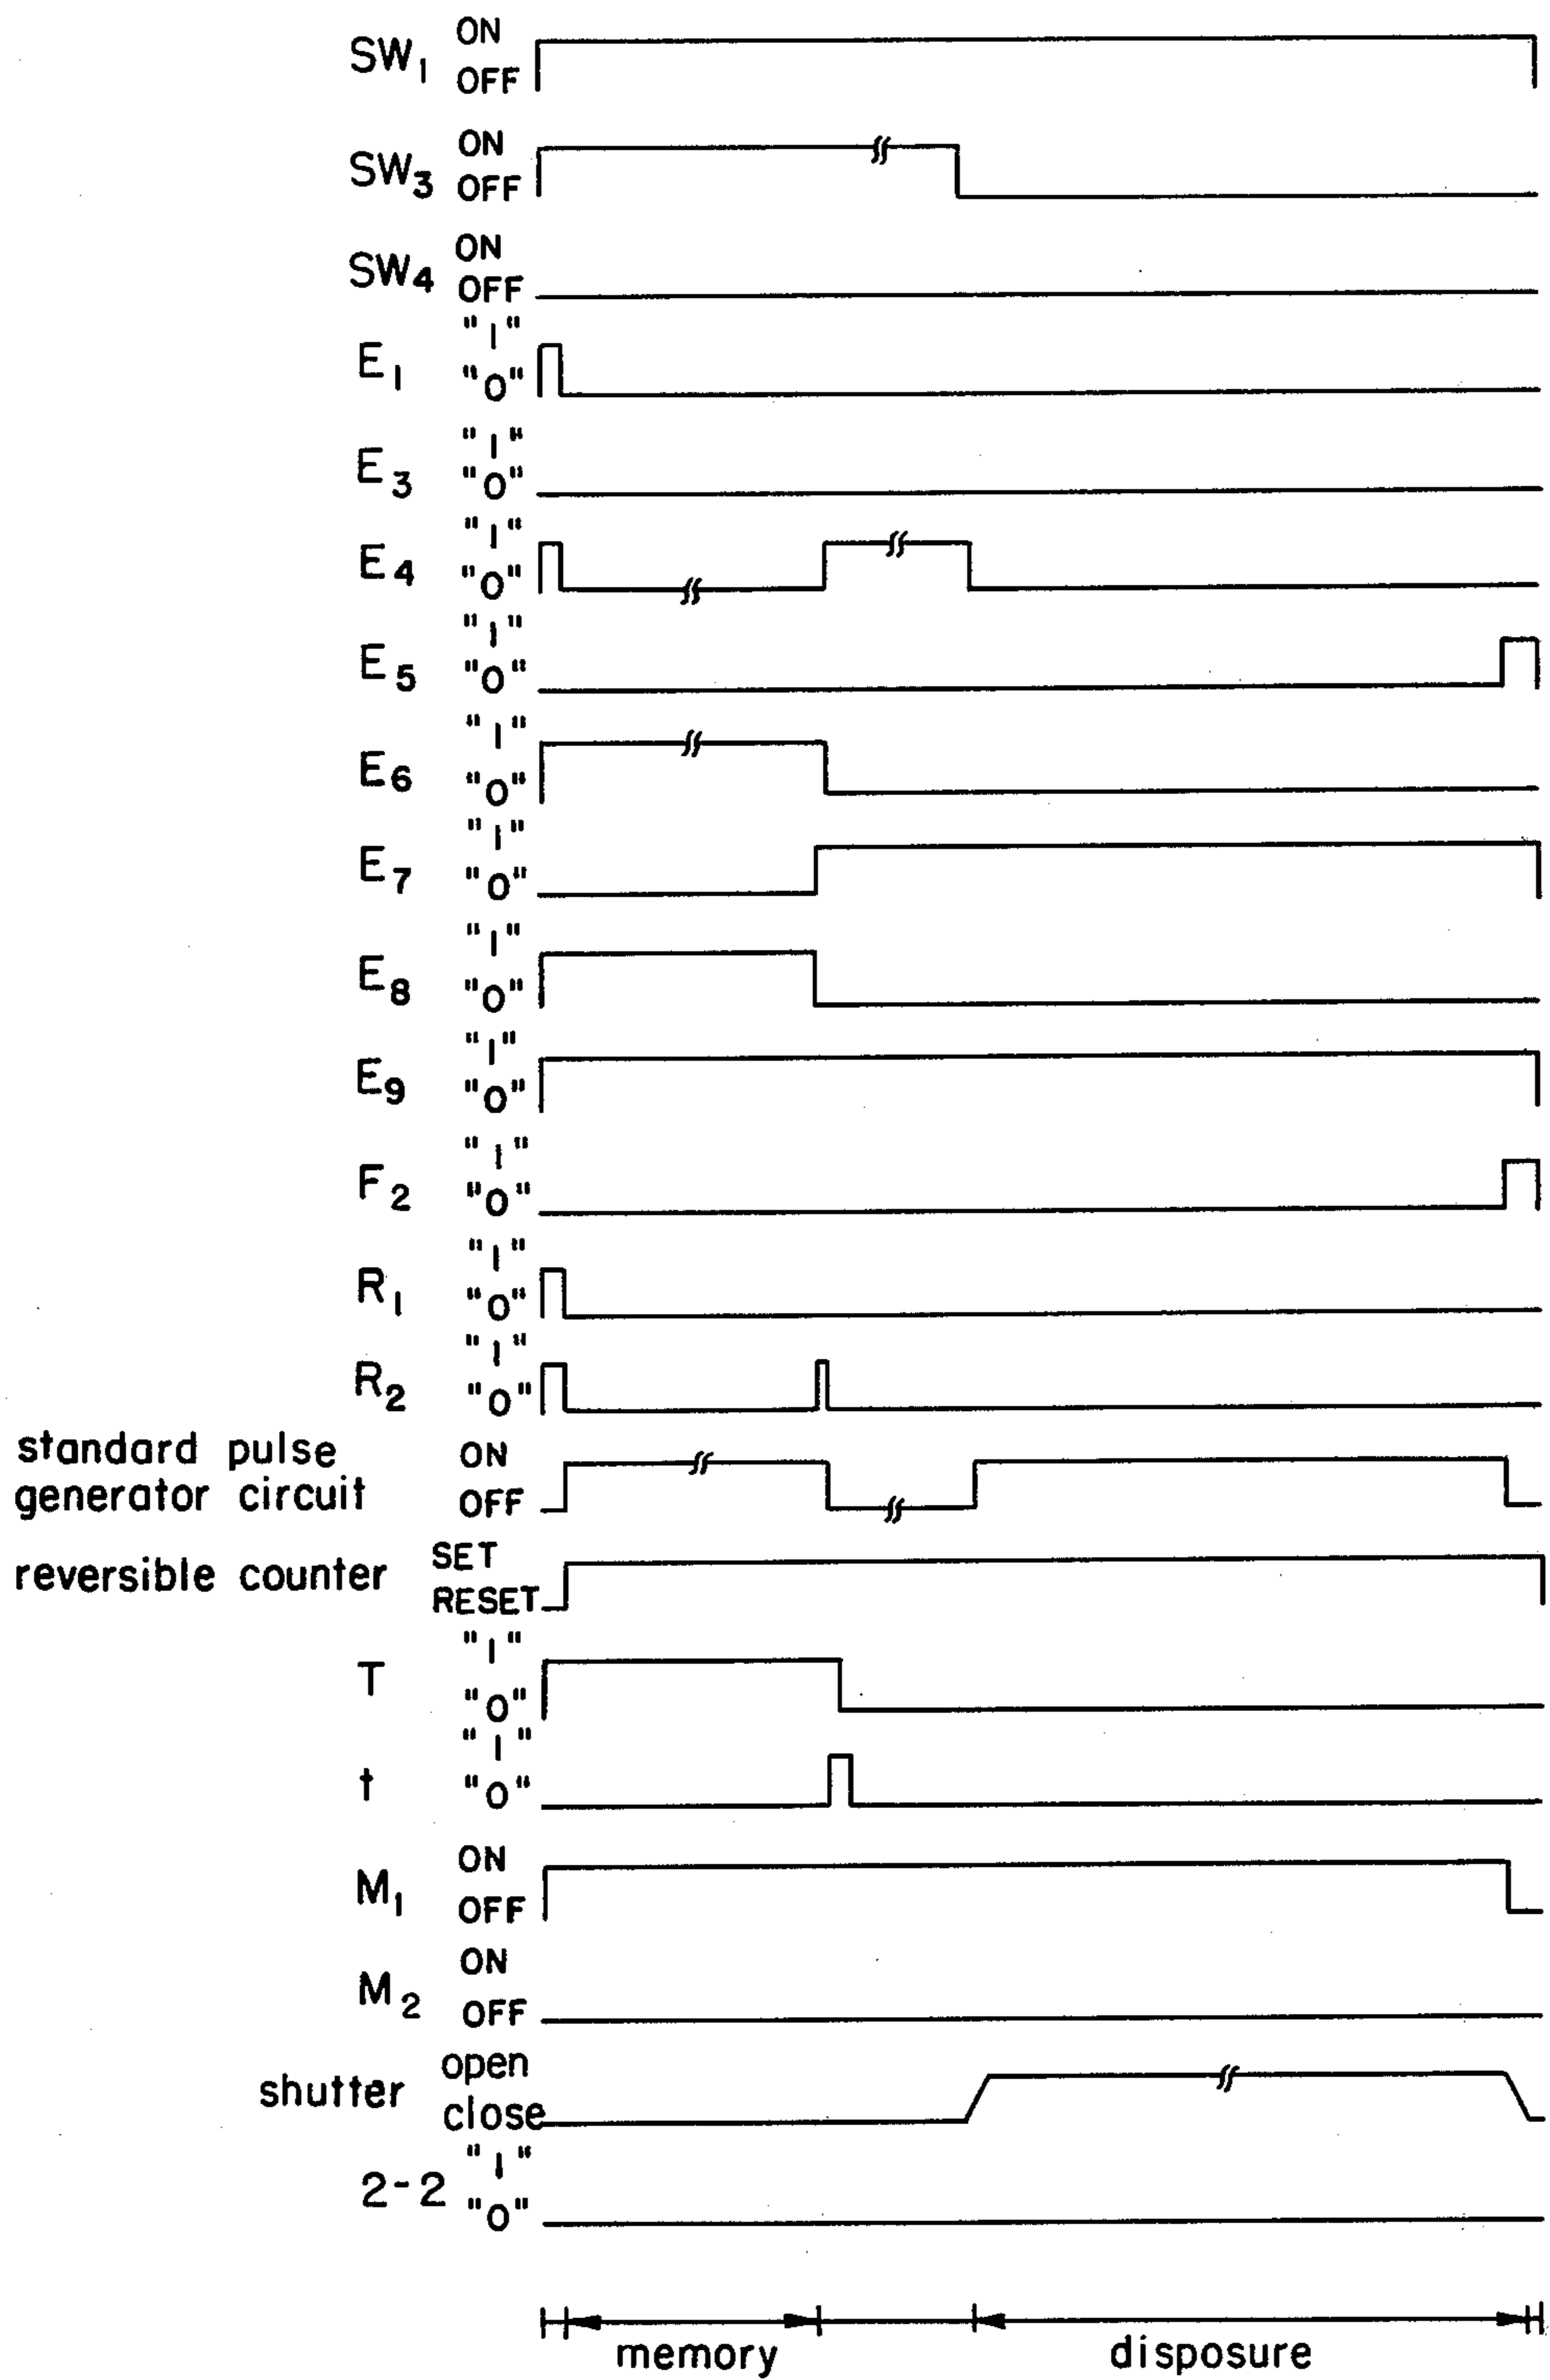 SW1 ON
OFF
SW3 ON
OFF
SW4 ON
OFF
E1 "1"
"0"
E3 "1"
"0"
E4 "1"
"0"
E5 "1"
"0"
E6 "1"
"0"
E7 "1"
"0"
E8 "1"
"0"
E9 "1"
"0"
F2 "1"
"0"
R1 "1"
"0"
R2 "1"
"0"
standard pulse ON
generator circuit OFF
reversible counter SET
RESET
T "1"
"0"
t "1"
"0"
M1 ON
OFF
M2 ON
OFF
shutter open
close
2-2 "1"
"0"
memory disposure